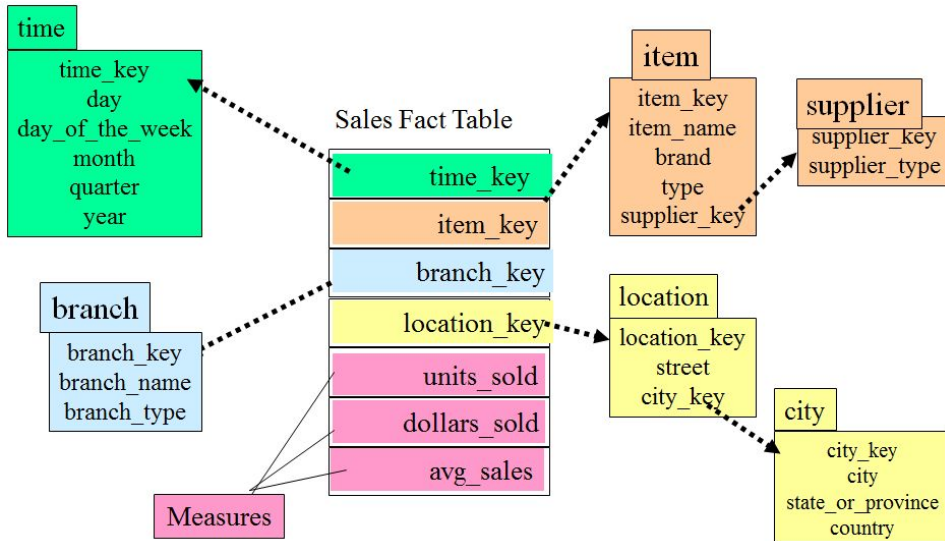 time
time_key
day
day_of_the_week
month
quarter
year
Sales Fact Table
time_key
item_key
branch_key
location_key
units_sold
dollars_sold
avg_sales
Measures
branch
branch_key
branch_name
branch_type
item
item_key
item_name
brand
type
supplier_key
supplier
supplier_key
supplier_type
location
location_key
street
city_key
city
city_key
city
state_or_province
country